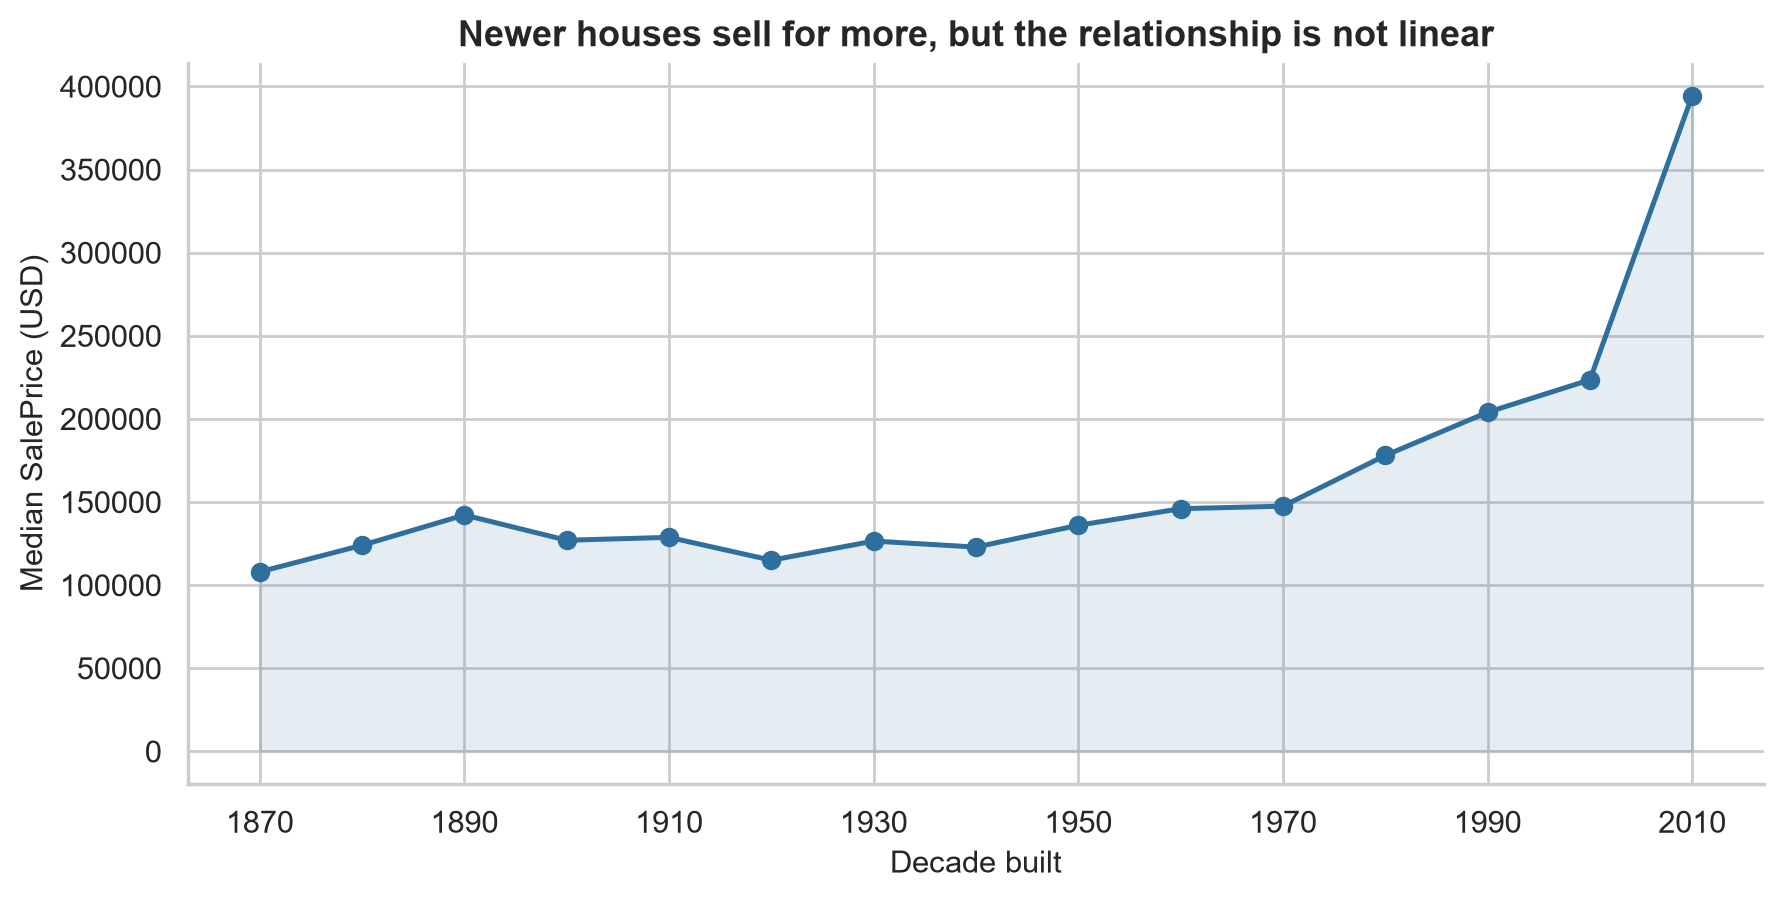 Newer houses sell for more, but the relationship is not linear
Median SalePrice (USD)
400000
350000
300000
250000
200000
150000
100000
50000
0
1870 1890 1910 1930 1950 1970 1990 2010
Decade built